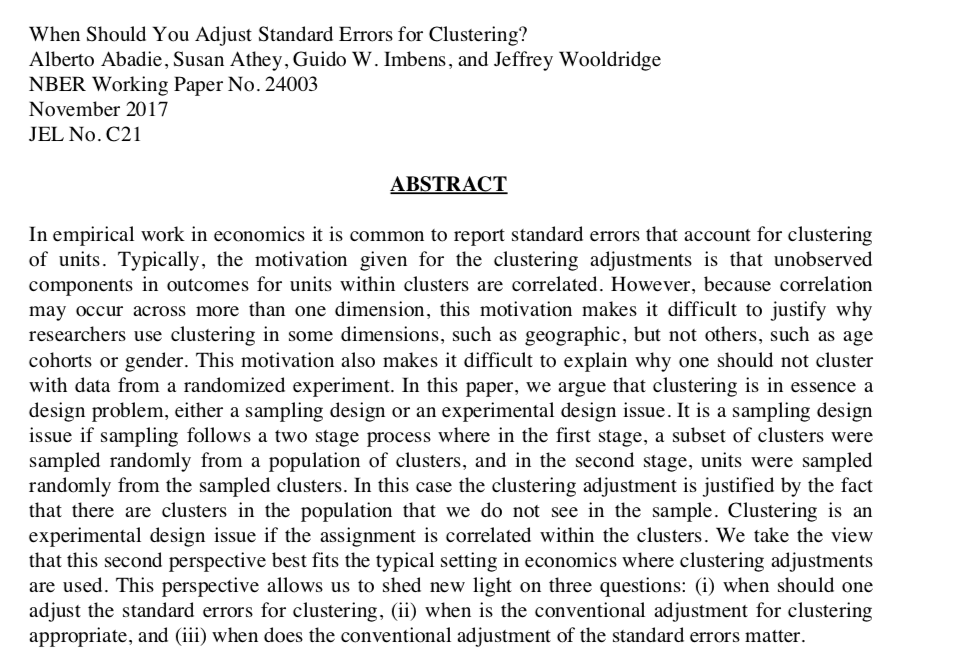 When Should You Adjust Standard Errors for Clustering?
Alberto Abadie, Susan Athey, Guido W. Imbens, and Jeffrey Wooldridge
NBER Working Paper No. 24003
November 2017
JEL No. C21
ABSTRACT
In empirical work in economics it is common to report standard errors that account for clustering
of units. Typically, the motivation given for the clustering adjustments is that unobserved
components in outcomes for units within clusters are correlated. However, because correlation
may occur across more than one dimension, this motivation makes it difficult to justify why
researchers use clustering in some dimensions, such as geographic, but not others, such as age
cohorts or gender. This motivation also makes it difficult to explain why one should not cluster
with data from a randomized experiment. In this paper, we argue that clustering is in essence a
design problem, either a sampling design or an experimental design issue. It is a sampling design
issue if sampling follows a two stage process where in the first stage, a subset of clusters were
sampled randomly from a population of clusters, and in the second stage, units were sampled
randomly from the sampled clusters. In this case the clustering adjustment is justified by the fact
that there are clusters in the population that we do not see in the sample. Clustering is an
experimental design issue if the assignment is correlated within the clusters. We take the view
that this second perspective best fits the typical setting in economics where clustering adjustments
are used. This perspective allows us to shed new light on three questions: (i) when should one
adjust the standard errors for clustering, (ii) when is the conventional adjustment for clustering
appropriate, and (iii) when does the conventional adjustment of the standard errors matter.